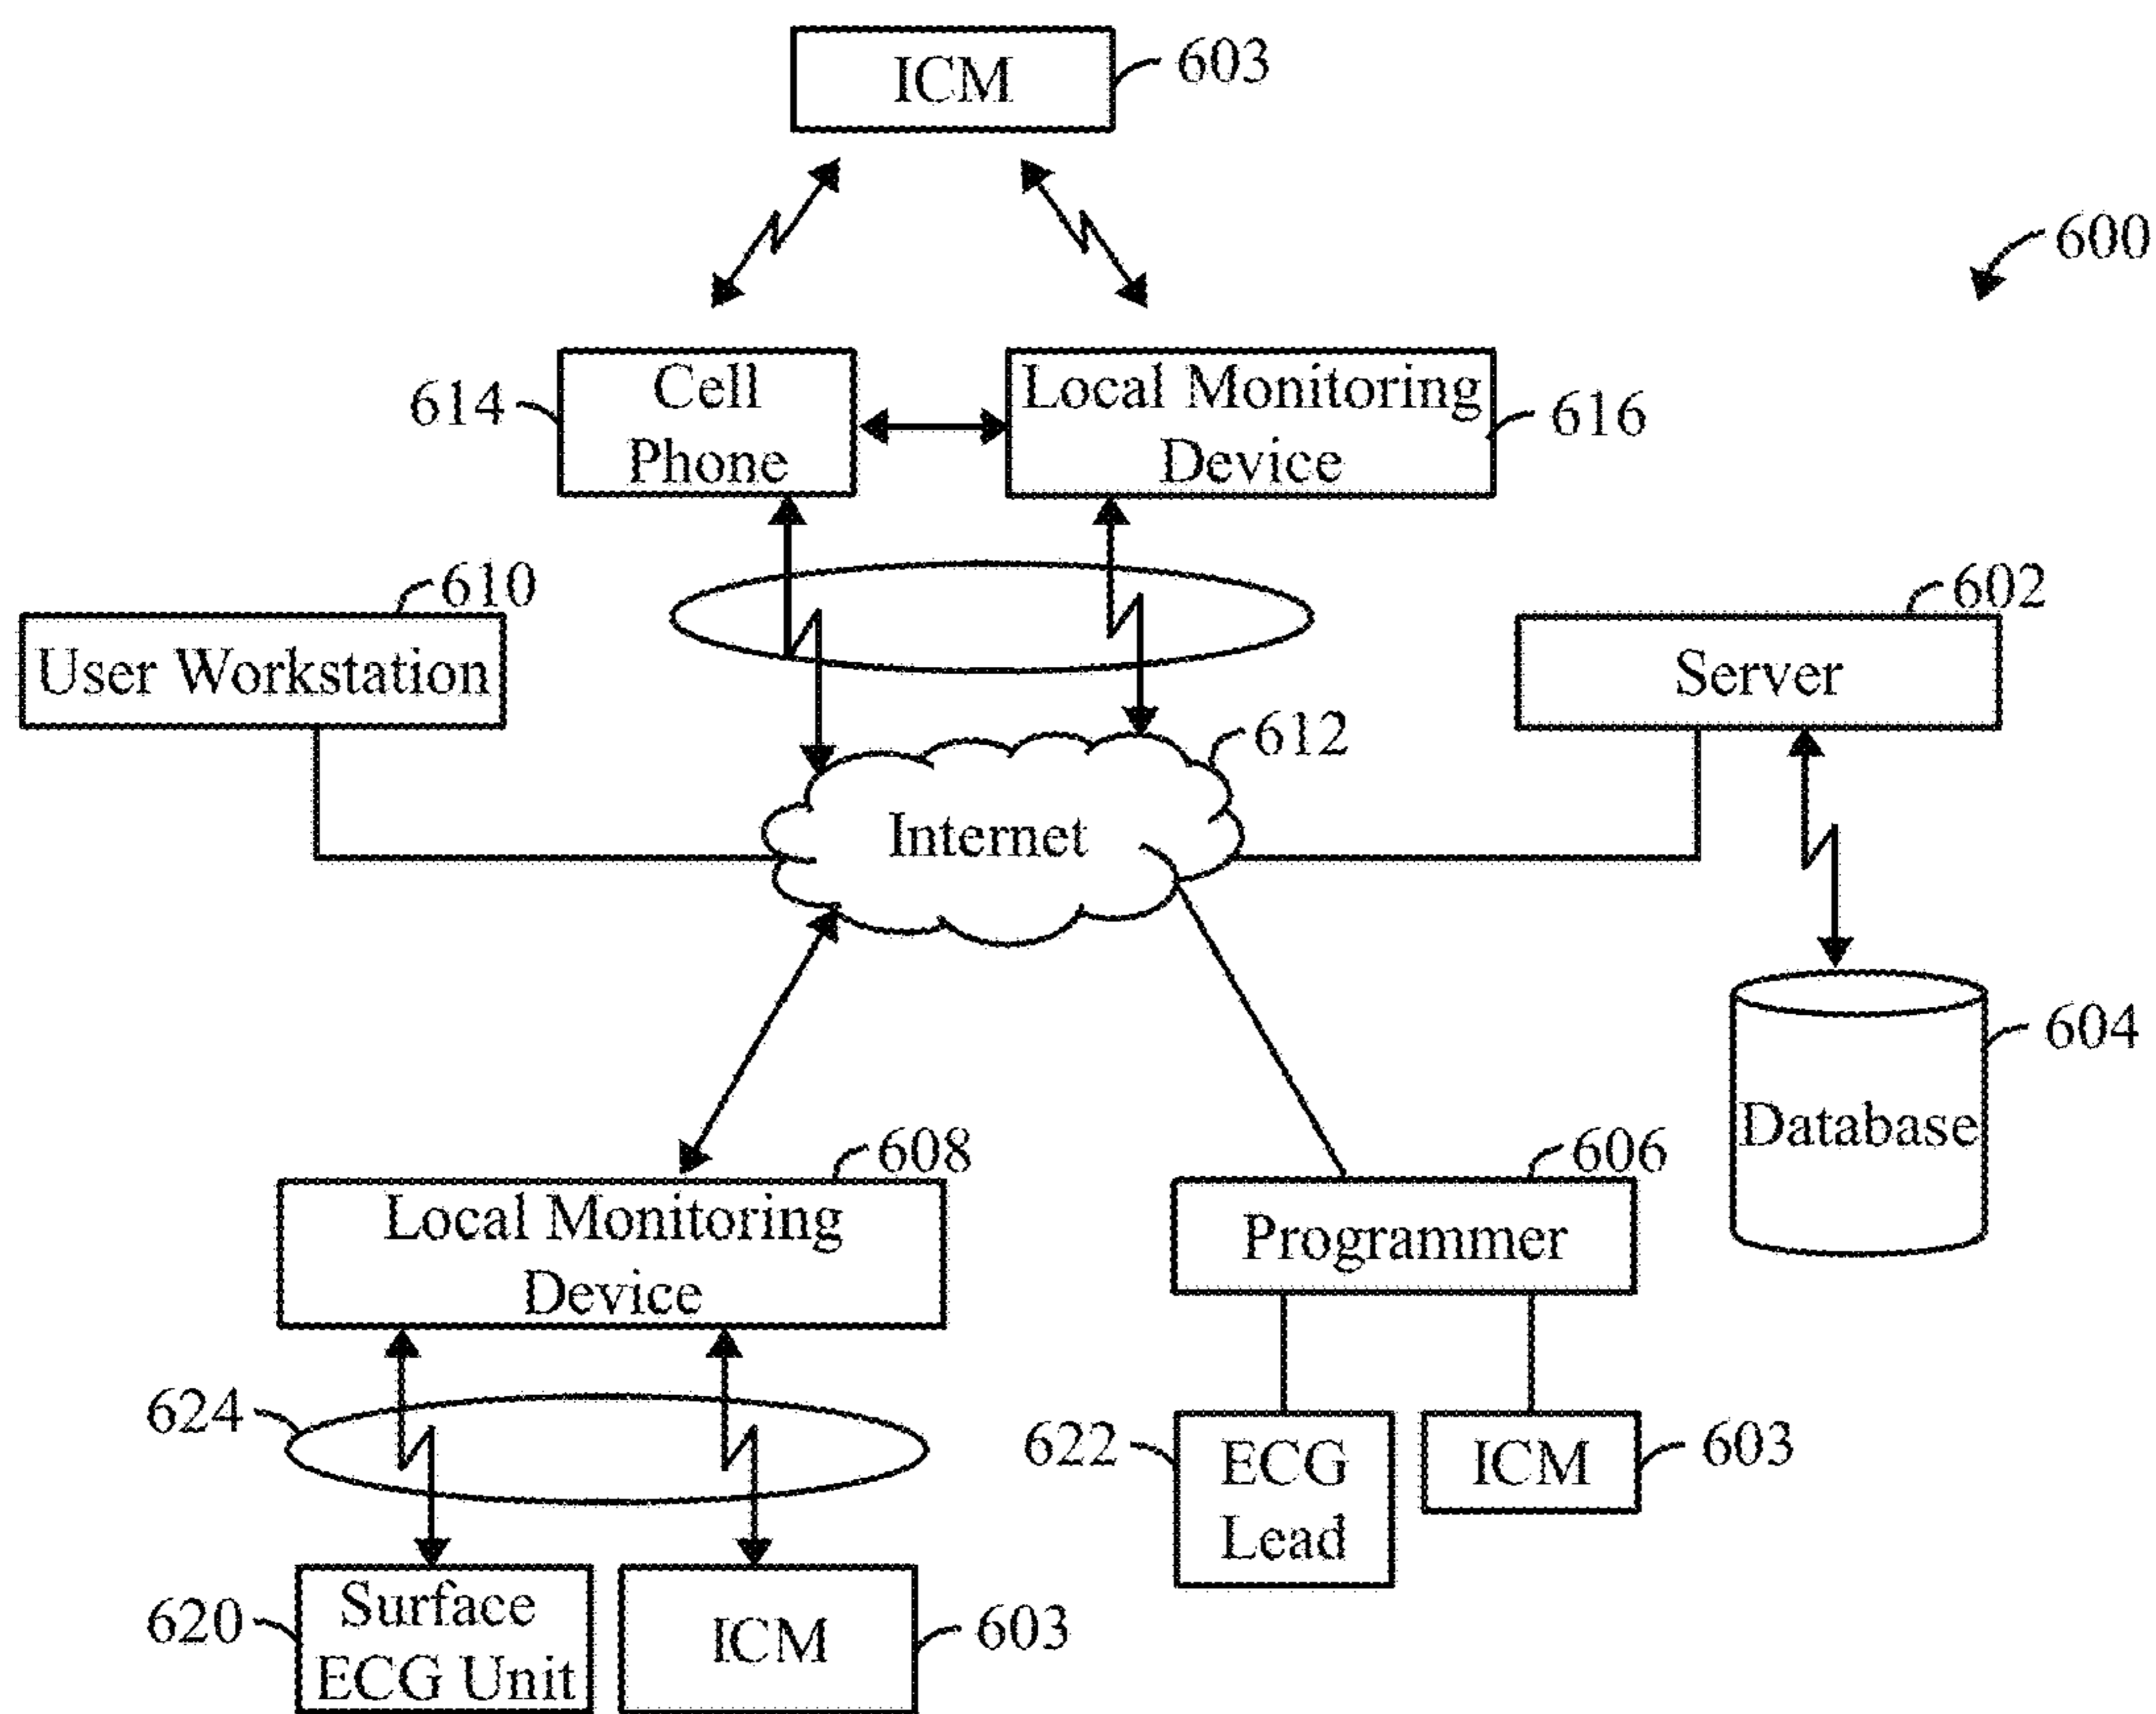 ICM
603
600
614
Cell
Phone
Local Monitoring
Device
616
610
User Workstation
602
Server
612
Internet
604
Database
608
Local Monitoring
Device
606
Programmer
624
622
ECG
Lead
ICM
603
620
Surface
ECG Unit
ICM
603